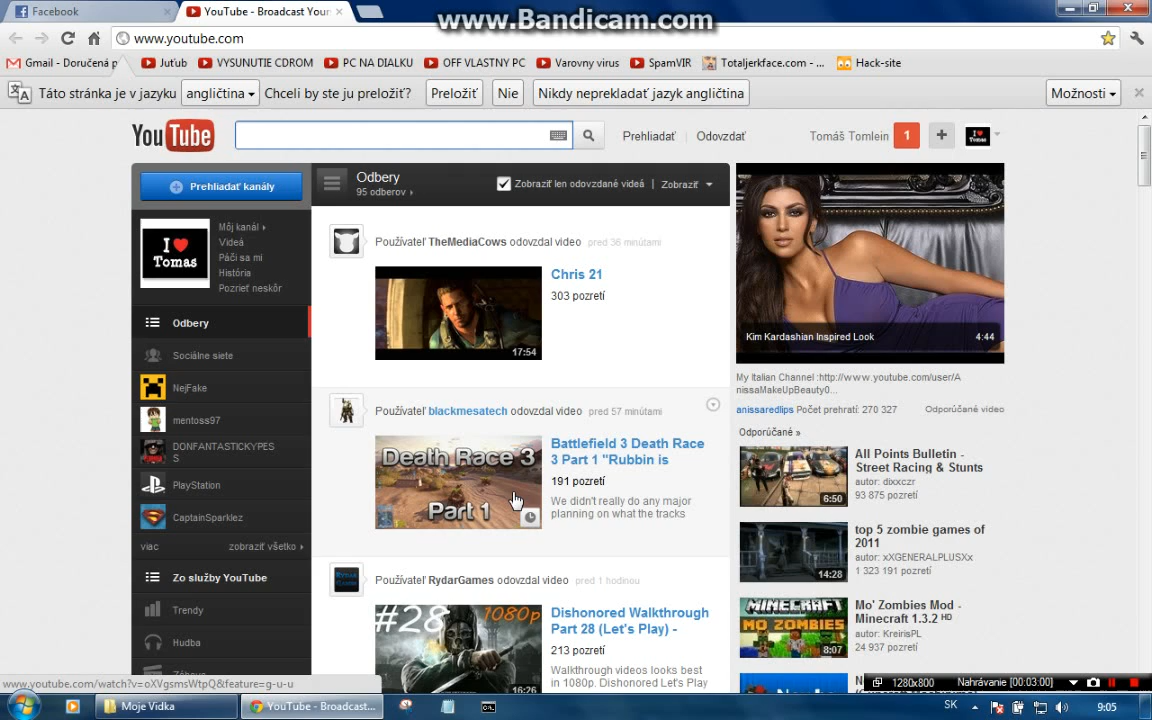 Facebook
YouTube - Broadcast Your
www.Bandicam.com
www.youtube.com
Gmail - Doručená p
Juťub
VYSUNUTIE CDROM
PC NA DIALKU
OFF VLASTNY PC
Varovny virus
SpamVIR
Totaljerkface.com - ...
Hack-site
Táto stránka je v jazyku
angličtina
Chceli by ste ju preložiť?
Preložiť
Nie
Nikdy neprekladať jazyk angličtina
Možnosti
YouTube
Prehliadať
Odovzdať
Tomáš Tomlein
1
Prehliadať kanály
I ♥
Tomas
Môj kanál
Videá
Páči sa mi
História
Pozrieť neskôr
Odbery
Sociálne siete
NejFake
mentoss97
DONFANTASTICKYPES
S
PlayStation
CaptainSparklez
viac
zobraziť všetko
Zo služby YouTube
Trendy
Hudba
Odbery
95 odberov
Zobraziť len odovzdané videá
Zobraziť
Používateľ TheMediaCows odovzdal video pred 36 minútami
Chris 21
303 pozretí
17:54
Používateľ blackmesatech odovzdal video pred 57 minútami
Death Race 3
Part 1
Battlefield 3 Death Race
3 Part 1 "Rubbin is
191 pozretí
We didn't really do any major
planning on what the tracks
Používateľ RydarGames odovzdal video pred 1 hodinou
#28
1080p
16:26
Dishonored Walkthrough
Part 28 (Let's Play) -
213 pozretí
Walkthrough videos looks best
in 1080p. Dishonored Let's Play
Kim Kardashian Inspired Look
4:44
My Italian Channel :http://www.youtube.com/user/A
nissaMakeUpBeauty0...
anissaredlips Počet prehratí: 270 327
Odporúčané video
Odporúčané »
6:50
All Points Bulletin -
Street Racing & Stunts
autor: dixxczr
93 875 pozretí
14:28
top 5 zombie games of
2011
autor: xXGENERALPLUSXx
1 323 191 pozretí
MINECRAFT
MO ZOMBIES
8:07
Mo' Zombies Mod -
Minecraft 1.3.2 HD
autor: KreirisPL
24 937 pozretí
www.youtube.com/watch?v=oXVgsmsWtpQ&feature=g-u-u
1280x800
Nahrávanie [00:03:00]
Moje Vidka
YouTube - Broadcast...
SK
9:05